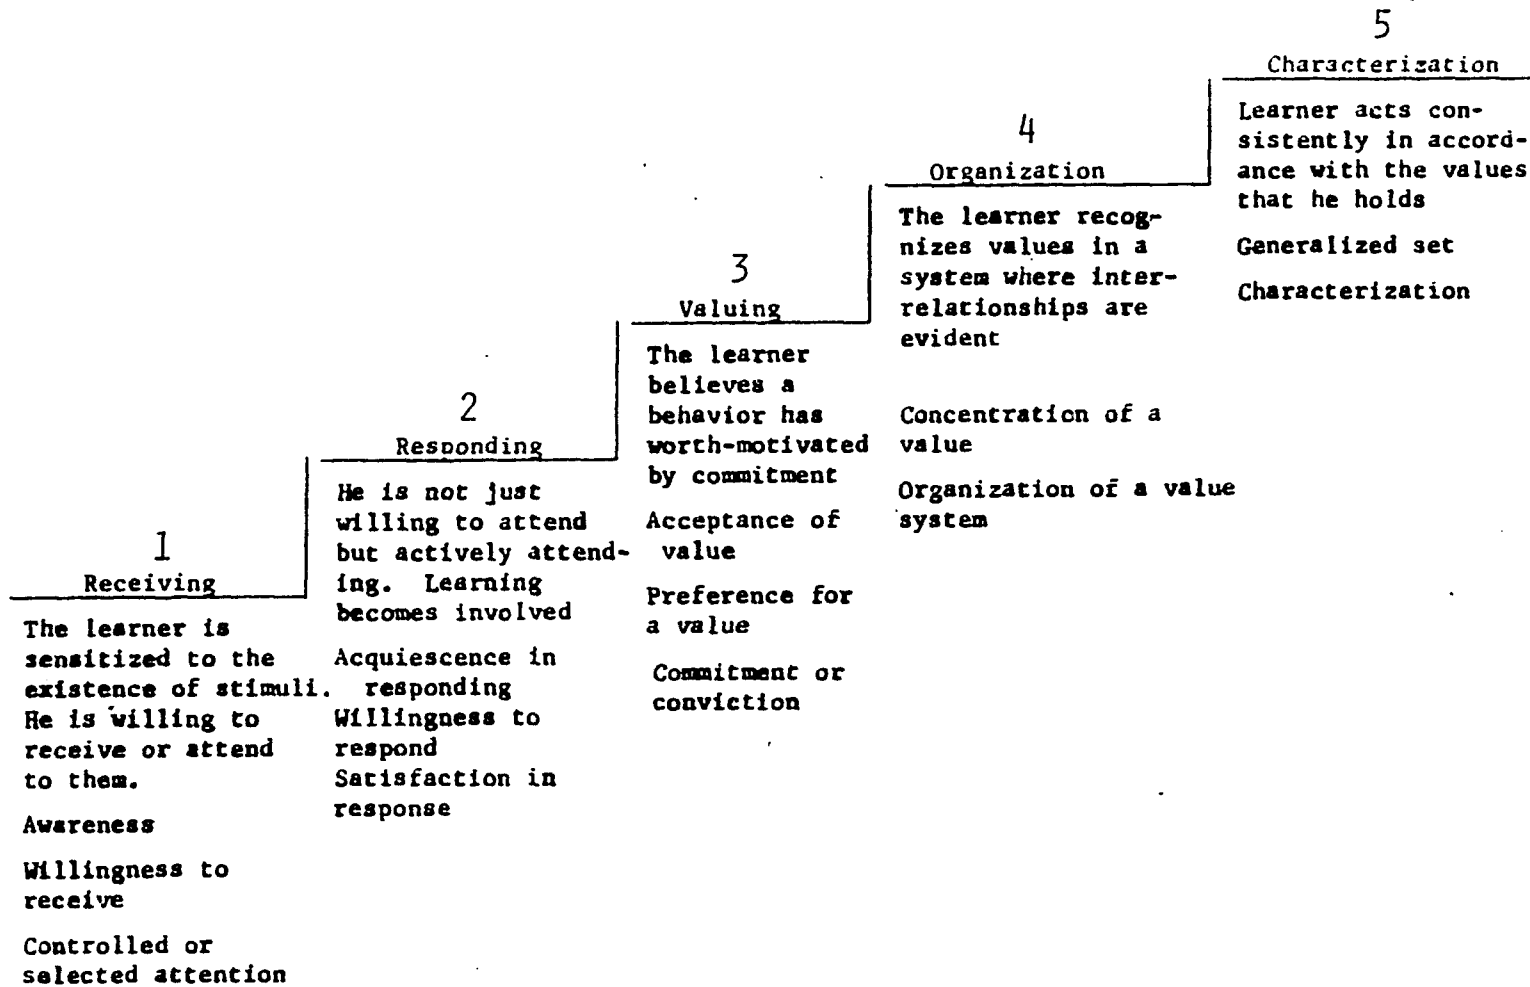 1
Receiving
The learner is
sensitized to the
existence of stimuli.
He is willing to
receive or attend
to them.
Awareness
Willingness to
receive
Controlled or
selected attention
2
Responding
He is not just
willing to attend
but actively attend-
ing. Learning
becomes involved
Acquiescence in
responding
Willingness to
respond
Satisfaction in
response
3
Valuing
The learner
believes a
behavior has
worth-motivated
by commitment
Acceptance of
value
Preference for
a value
Commitment or
conviction
4
Organization
The learner recog-
nizes values in a
system where inter-
relationships are
evident
Concentration of a
value
Organization of a value
system
5
Characterization
Learner acts con-
sistently in accord-
ance with the values
that he holds
Generalized set
Characterization